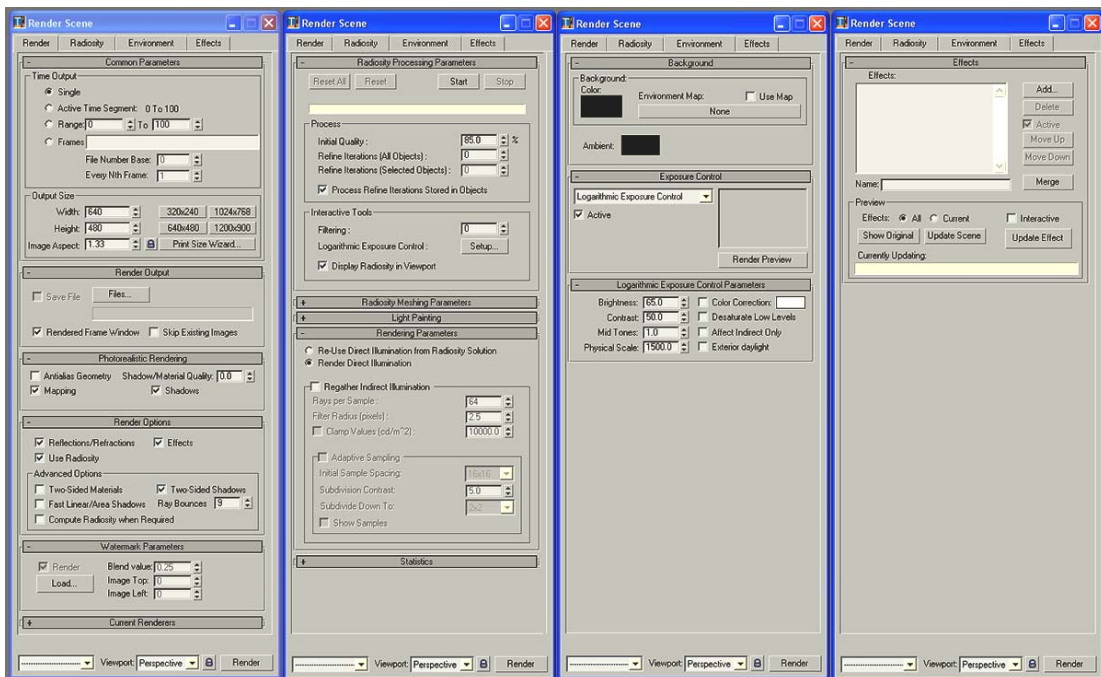 Render Scene
Render Radiosity Environment Effects
- Common Parameters
Time Output
Single
Active Time Segment: 0 To 100
Range: 0 To 100
Frames
File Number Base: 0
Every Nth Frame: 1
Output Size
Width: 640 320x240 1024x768
Height: 480 640x480 1200x900
Image Aspect: 1.33 Print Size Wizard...
- Render Output
Save File Files...
Rendered Frame Window Skip Existing Images
- Photorealistic Rendering
Antialias Geometry Shadow/Material Quality: 0.0
Mapping Shadows
- Render Options
Reflections/Refractions Effects
Use Radiosity
Advanced Options
Two-Sided Materials Two-Sided Shadows
Fast Linear/Area Shadows Ray Bounces 9
Compute Radiosity when Required
- Watermark Parameters
Render Blend value: 0.25
Load... Image Top: 0
Image Left: 0
+ Current Renderers
Viewport: Perspective Render
Render Scene
Render Radiosity Environment Effects
- Radiosity Processing Parameters
Reset All Reset Start Stop
Process
Initial Quality : 85.0 %
Refine Iterations (All Objects) : 0
Refine Iterations (Selected Objects) : 0
Process Refine Iterations Stored in Objects
Interactive Tools
Filtering : 0
Logarithmic Exposure Control : Setup...
Display Radiosity in Viewport
+ Radiosity Meshing Parameters
+ Light Painting
- Rendering Parameters
Re-Use Direct Illumination from Radiosity Solution
Render Direct Illumination
Regather Indirect Illumination
Rays per Sample : 64
Filter Radius (pixels) : 2.5
Clamp Values (cd/m^2) : 10000.0
Adaptive Sampling
Initial Sample Spacing: 16x16
Subdivision Contrast: 5.0
Subdivide Down To: 2x2
Show Samples
+ Statistics
Viewport: Perspective Render
Render Scene
Render Radiosity Environment Effects
- Background
Background:
Color: Environment Map: Use Map
None
Ambient:
- Exposure Control
Logarithmic Exposure Control
Active
Render Preview
- Logarithmic Exposure Control Parameters
Brightness: 65.0 Color Correction:
Contrast: 50.0 Desaturate Low Levels
Mid Tones: 1.0 Affect Indirect Only
Physical Scale: 1500.0 Exterior daylight
Viewport: Perspective Render
Render Scene
Render Radiosity Environment Effects
- Effects
Effects:
Add...
Delete
Active
Move Up
Move Down
Name: Merge
Preview
Effects: All Current Interactive
Show Original Update Scene Update Effect
Currently Updating:
Viewport: Perspective Render